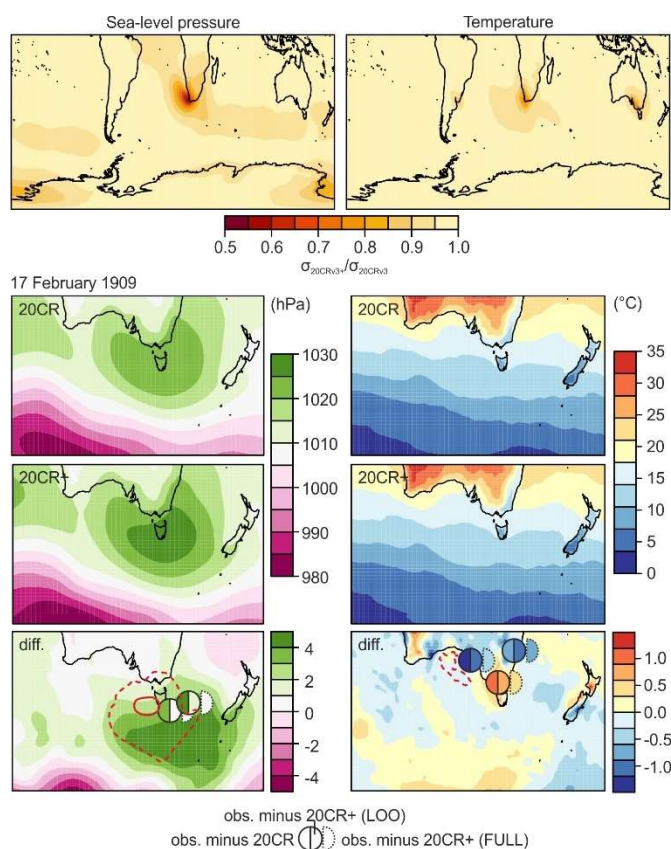 Sea-level pressure
Temperature
0.5 0.6 0.7 0.8 0.9 1.0
σ20CRv3+/σ20CRv3
17 February 1909
20CR
(hPa)
(°C)
1030
1020
1010
1000
990
980
35
30
25
20
15
10
5
0
20CR+
20CR+
diff.
4
2
0
-2
-4
diff.
1.0
0.5
0.0
-0.5
-1.0
obs. minus 20CR+ (LOO)
obs. minus 20CR
obs. minus 20CR+ (FULL)